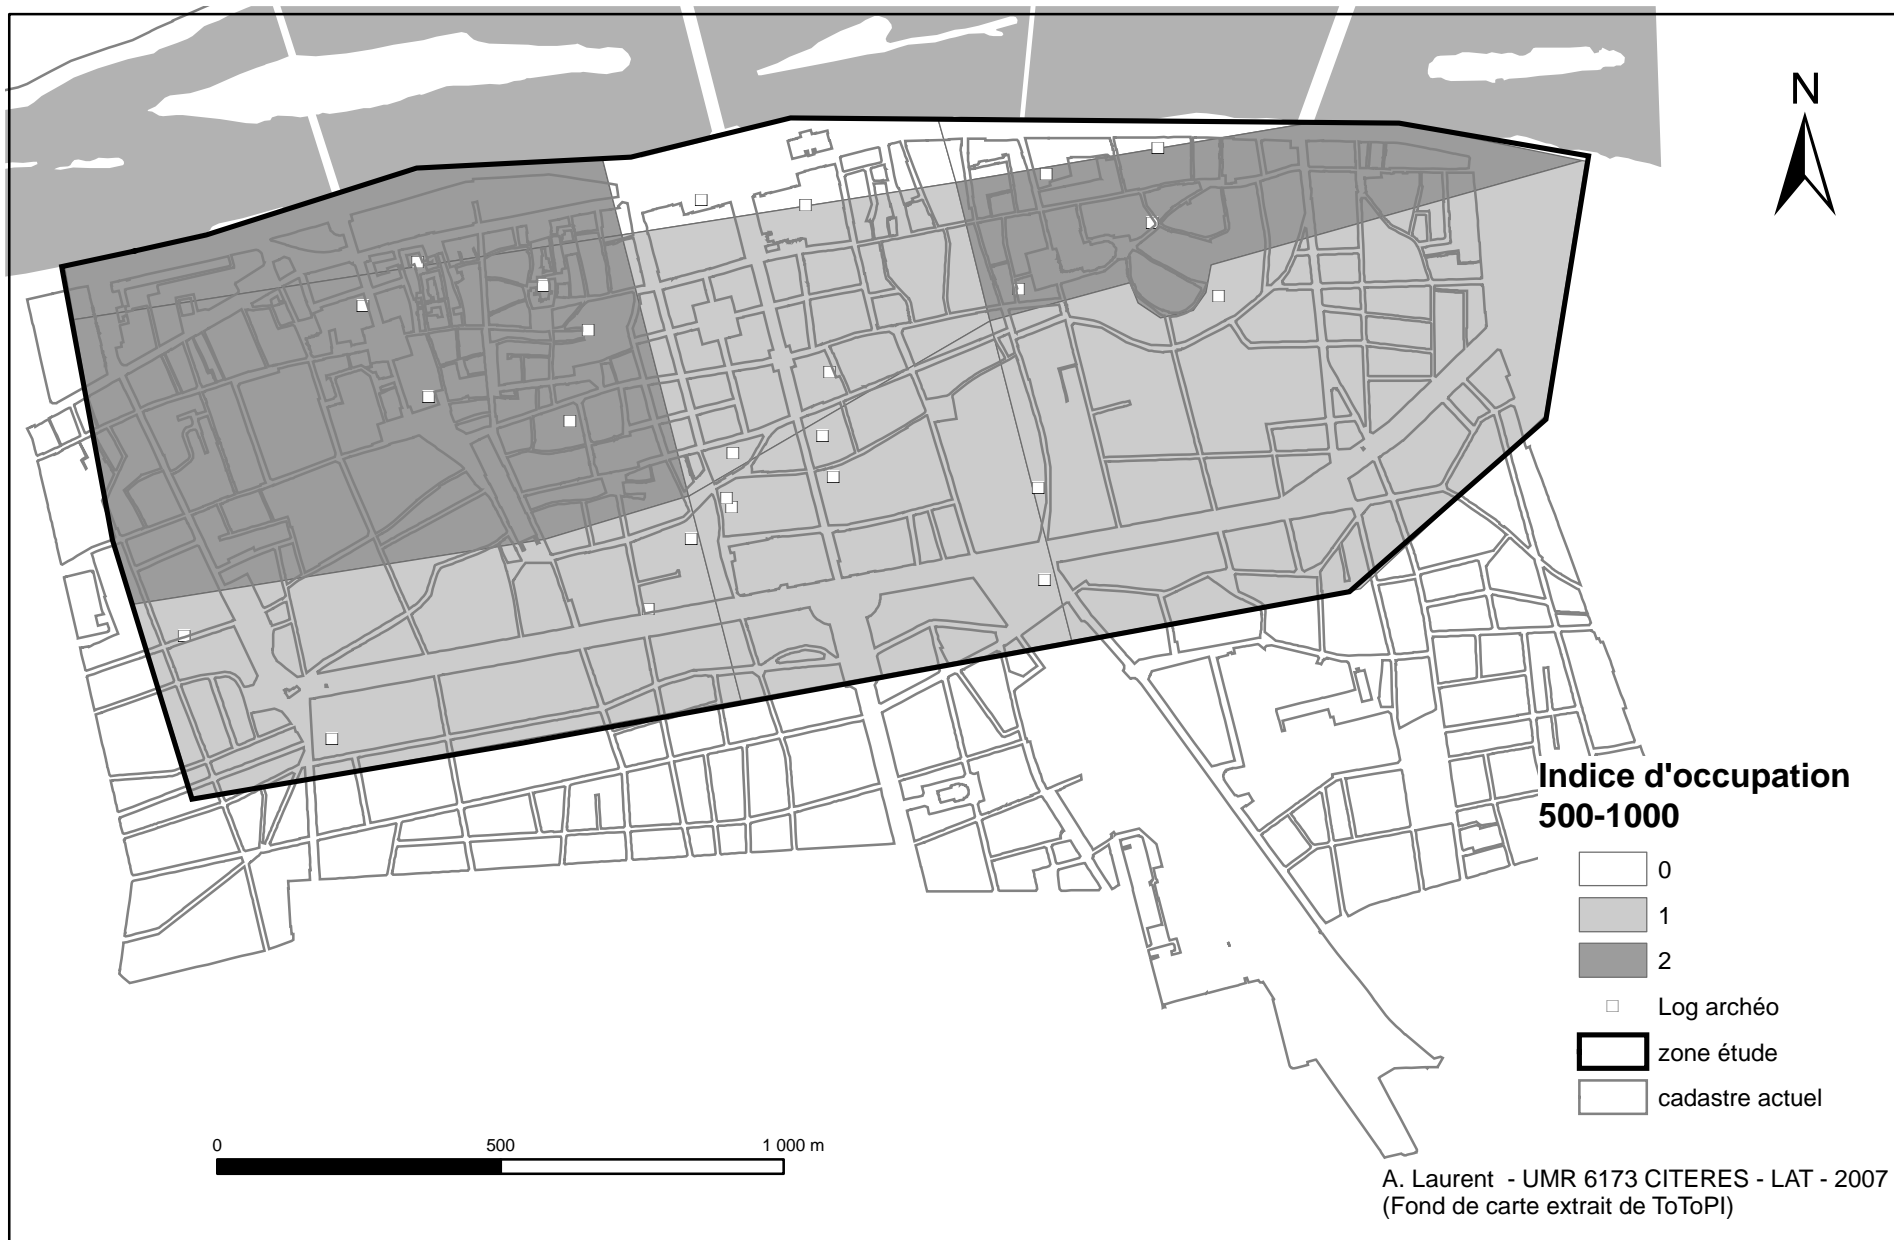 N
Indice d'occupation
500-1000
0
1
2
Log archéo
zone étude
cadastre actuel
0 500 1 000 m
A. Laurent - UMR 6173 CITERES - LAT - 2007
(Fond de carte extrait de ToToPI)